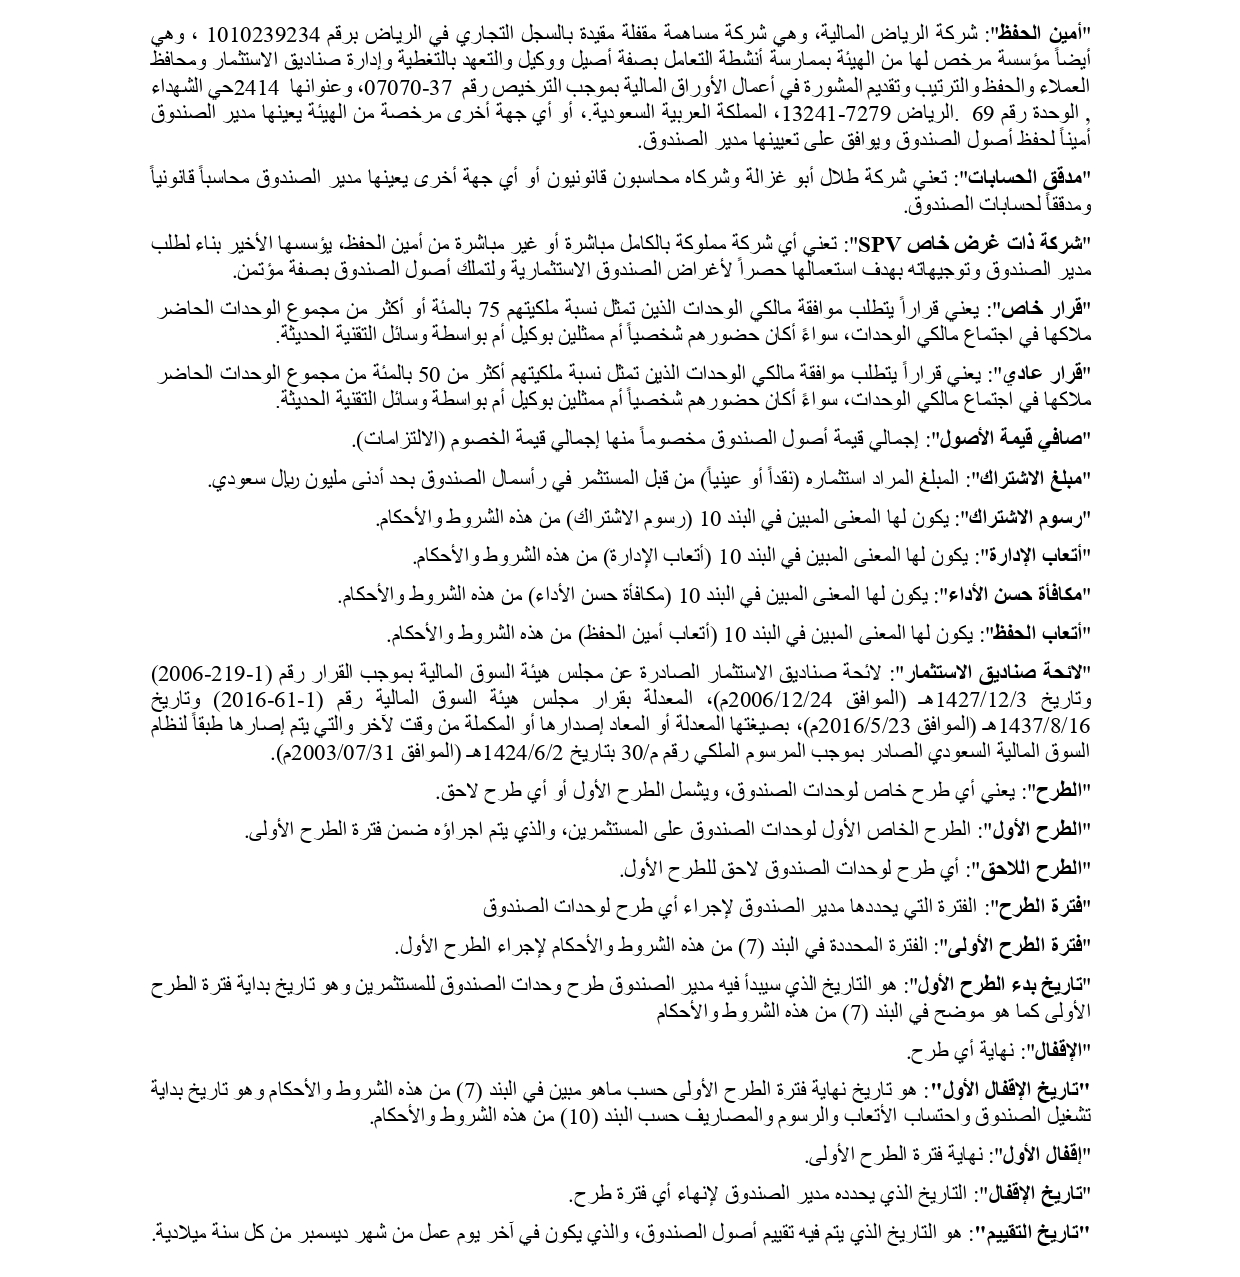 "أمين الحفظ": شركة الرياض المالية، وهي شركة مساهمة مقفلة مقيدة بالسجل التجاري في الرياض برقم 1010239234 ، وهي
أيضاً مؤسسة مرخص لها من الهيئة بممارسة أنشطة التعامل بصفة أصيل ووكيل والتعهد بالتغطية وإدارة صناديق الاستثمار ومحافظ
العملاء والحفظ والترتيب وتقديم المشورة في أعمال الأوراق المالية بموجب الترخيص رقم 37-07070، وعنوانها 2414حي الشهداء
, الوحدة رقم 69 .الرياض 7279-13241، المملكة العربية السعودية.، أو أي جهة أخرى مرخصة من الهيئة يعينها مدير الصندوق
أميناً لحفظ أصول الصندوق ويوافق على تعيينها مدير الصندوق.
"مدقق الحسابات": تعني شركة طلال أبو غزالة وشركاه محاسبون قانونيون أو أي جهة أخرى يعينها مدير الصندوق محاسباً قانونياً
ومدققاً لحسابات الصندوق.
"شركة ذات غرض خاص SPV": تعني أي شركة مملوكة بالكامل مباشرة أو غير مباشرة من أمين الحفظ، يؤسسها الأخير بناء لطلب
مدير الصندوق وتوجيهاته بهدف استعمالها حصراً لأغراض الصندوق الاستثمارية ولتملك أصول الصندوق بصفة مؤتمن.
"قرار خاص": يعني قراراً يتطلب موافقة مالكي الوحدات الذين تمثل نسبة ملكيتهم 75 بالمئة أو أكثر من مجموع الوحدات الحاضر
ملاكها في اجتماع مالكي الوحدات، سواءً أكان حضورهم شخصياً أم ممثلين بوكيل أم بواسطة وسائل التقنية الحديثة.
"قرار عادي": يعني قراراً يتطلب موافقة مالكي الوحدات الذين تمثل نسبة ملكيتهم أكثر من 50 بالمئة من مجموع الوحدات الحاضر
ملاكها في اجتماع مالكي الوحدات، سواءً أكان حضورهم شخصياً أم ممثلين بوكيل أم بواسطة وسائل التقنية الحديثة.
"صافي قيمة الأصول": إجمالي قيمة أصول الصندوق مخصوماً منها إجمالي قيمة الخصوم (الالتزامات).
"مبلغ الاشتراك": المبلغ المراد استثماره (نقداً أو عينياً) من قبل المستثمر في رأسمال الصندوق بحد أدنى مليون ريال سعودي.
"رسوم الاشتراك": يكون لها المعنى المبين في البند 10 (رسوم الاشتراك) من هذه الشروط والأحكام.
"أتعاب الإدارة": يكون لها المعنى المبين في البند 10 (أتعاب الإدارة) من هذه الشروط والأحكام.
"مكافأة حسن الأداء": يكون لها المعنى المبين في البند 10 (مكافأة حسن الأداء) من هذه الشروط والأحكام.
"أتعاب الحفظ": يكون لها المعنى المبين في البند 10 (أتعاب أمين الحفظ) من هذه الشروط والأحكام.
"لائحة صناديق الاستثمار": لائحة صناديق الاستثمار الصادرة عن مجلس هيئة السوق المالية بموجب القرار رقم (1-219-2006)
وتاريخ 1427/12/3هـ (الموافق 2006/12/24م)، المعدلة بقرار مجلس هيئة السوق المالية رقم (1-61-2016) وتاريخ
1437/8/16هـ (الموافق 2016/5/23م)، بصيغتها المعدلة أو المعاد إصدارها أو المكملة من وقت لآخر والتي يتم إصارها طبقاً لنظام
السوق المالية السعودي الصادر بموجب المرسوم الملكي رقم م/30 بتاريخ 1424/6/2هـ (الموافق 2003/07/31م).
"الطرح": يعني أي طرح خاص لوحدات الصندوق، ويشمل الطرح الأول أو أي طرح لاحق.
"الطرح الأول": الطرح الخاص الأول لوحدات الصندوق على المستثمرين، والذي يتم اجراؤه ضمن فترة الطرح الأولى.
"الطرح اللاحق": أي طرح لوحدات الصندوق لاحق للطرح الأول.
"فترة الطرح": الفترة التي يحددها مدير الصندوق لإجراء أي طرح لوحدات الصندوق
"فترة الطرح الأولى": الفترة المحددة في البند (7) من هذه الشروط والأحكام لإجراء الطرح الأول.
"تاريخ بدء الطرح الأول": هو التاريخ الذي سيبدأ فيه مدير الصندوق طرح وحدات الصندوق للمستثمرين وهو تاريخ بداية فترة الطرح
الأولى كما هو موضح في البند (7) من هذه الشروط والأحكام
"الإقفال": نهاية أي طرح.
"تاريخ الإقفال الأول": هو تاريخ نهاية فترة الطرح الأولى حسب ماهو مبين في البند (7) من هذه الشروط والأحكام وهو تاريخ بداية
تشغيل الصندوق واحتساب الأتعاب والرسوم والمصاريف حسب البند (10) من هذه الشروط والأحكام.
"إقفال الأول": نهاية فترة الطرح الأولى.
"تاريخ الإقفال": التاريخ الذي يحدده مدير الصندوق لإنهاء أي فترة طرح.
"تاريخ التقييم": هو التاريخ الذي يتم فيه تقييم أصول الصندوق، والذي يكون في آخر يوم عمل من شهر ديسمبر من كل سنة ميلادية.